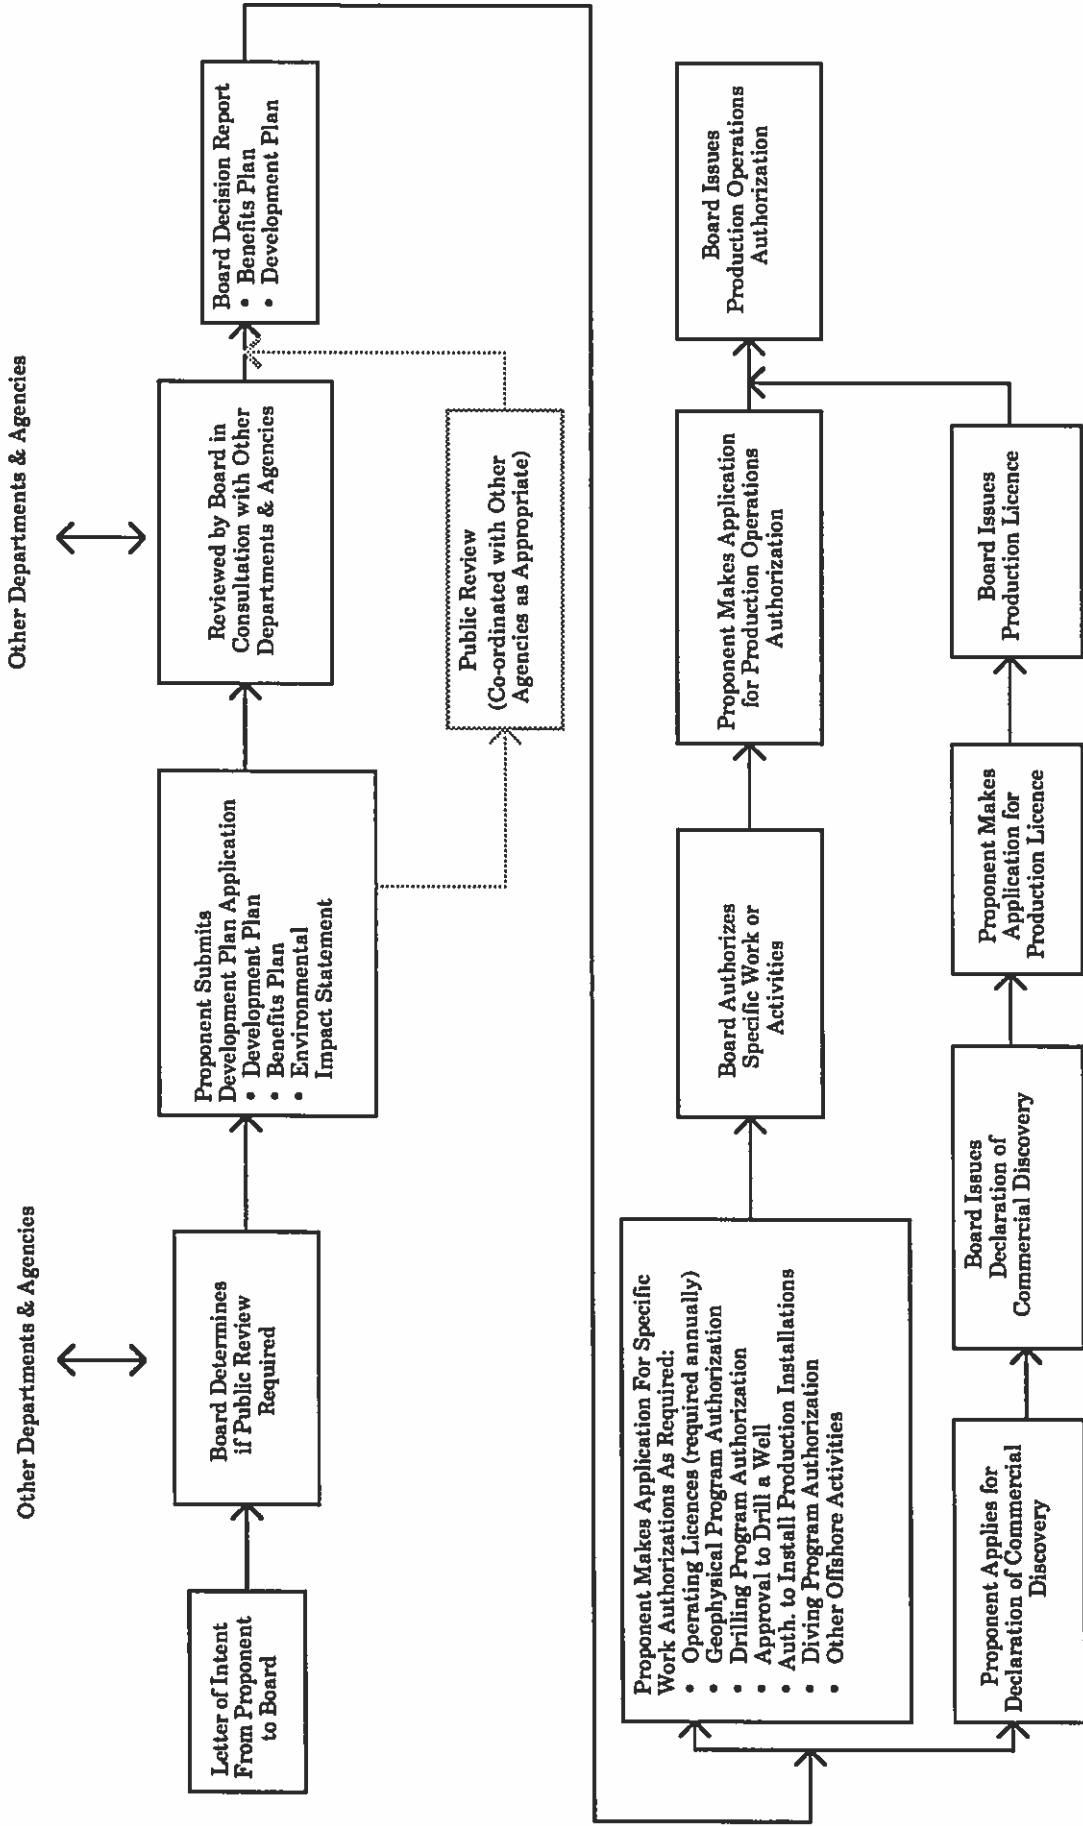 Other Departments & Agencies
Other Departments & Agencies
Letter of Intent
From Proponent
to Board
Board Determines
if Public Review
Required
Proponent Submits
Development Plan Application
• Development Plan
• Benefits Plan
• Environmental
Impact Statement
Reviewed by Board in
Consultation with Other
Departments & Agencies
Board Decision Report
• Benefits Plan
• Development Plan
Public Review
(Co-ordinated with Other
Agencies as Appropriate)
Proponent Makes Application For Specific
Work Authorizations As Required:
• Operating Licences (required annually)
• Geophysical Program Authorization
• Drilling Program Authorization
• Approval to Drill a Well
• Auth. to Install Production Installations
• Diving Program Authorization
• Other Offshore Activities
Board Authorizes
Specific Work or
Activities
Proponent Makes Application
for Production Operations
Authorization
Board Issues
Production Operations
Authorization
Proponent Applies for
Declaration of Commercial
Discovery
Board Issues
Declaration of
Commercial Discovery
Proponent Makes
Application for
Production Licence
Board Issues
Production Licence